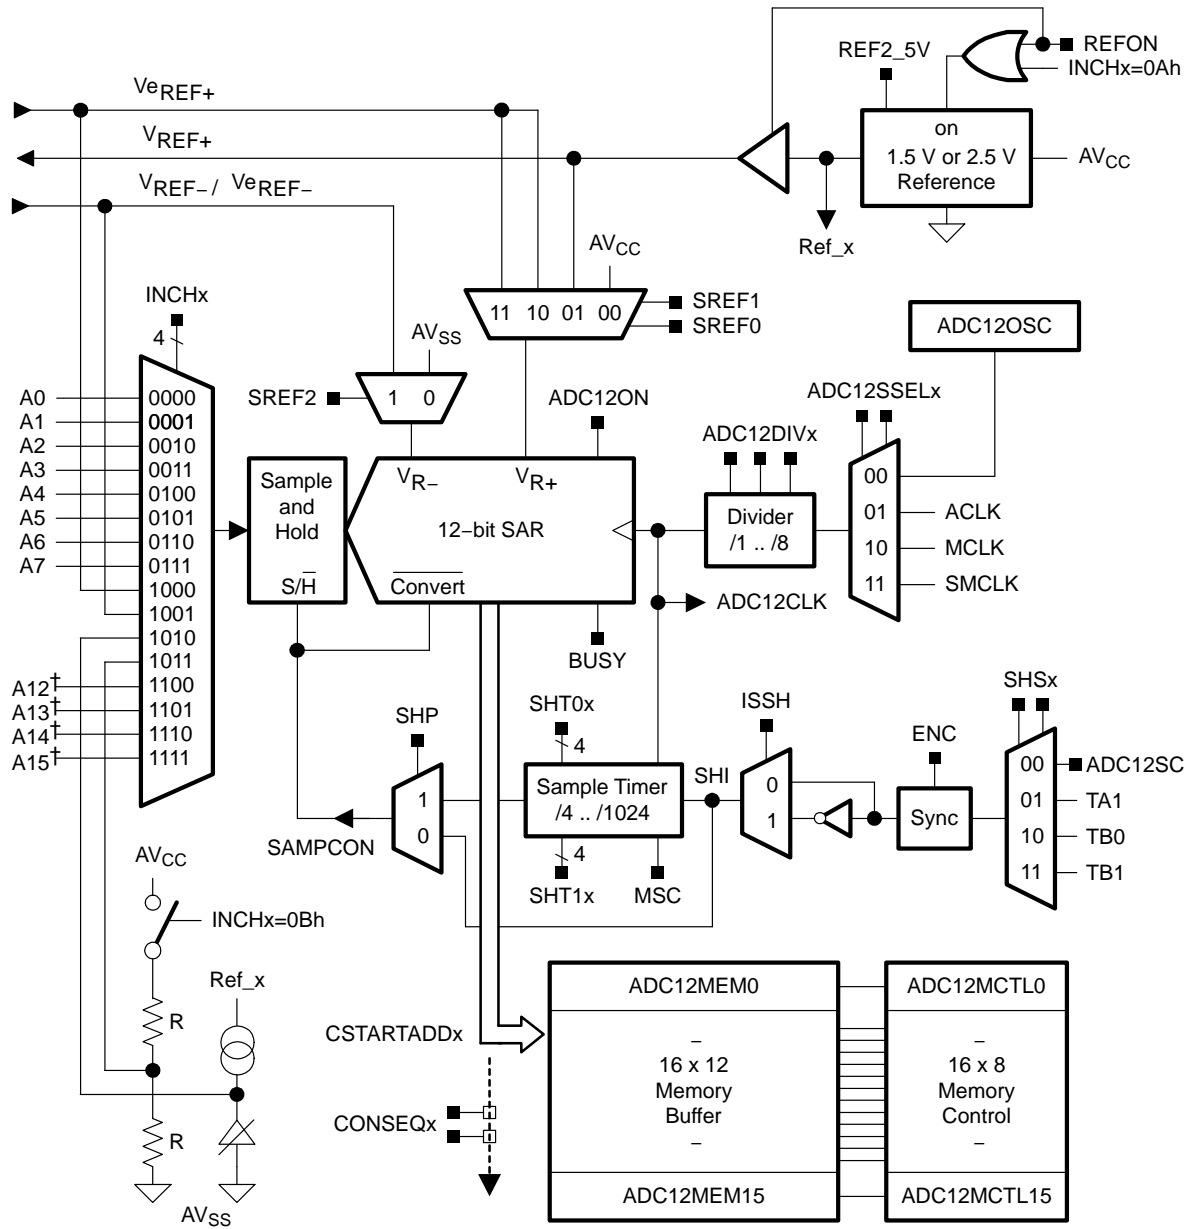 REF2_5V
REFON
INCHx=0Ah
VeREF+
on
1.5 V or 2.5 V
Reference
AVCC
VREF+
VREF− / VeREF−
Ref_x
AVCC
INCHx
4
11 10 01 00
SREF1
SREF0
AVSS
SREF2
1 0
ADC12ON
ADC12OSC
ADC12SSELx
ADC12DIVx
A0 0000
A1 0001
A2 0010
A3 0011
A4 0100
A5 0101
A6 0110
A7 0111
1000
1001
1010
1011
A12† 1100
A13† 1101
A14† 1110
A15† 1111
Sample
and
Hold
S/H
VR−
VR+
12−bit SAR
Convert
Divider
/1 .. /8
00
01 ACLK
10 MCLK
11 SMCLK
ADC12CLK
BUSY
SHP
1
0
SAMPCON
SHT0x
4
Sample Timer
/4 .. /1024
4
SHT1x
MSC
SHI
ISSH
0
1
ENC
Sync
SHSx
00 ADC12SC
01 TA1
10 TB0
11 TB1
AVCC
INCHx=0Bh
Ref_x
R
R
AVSS
CSTARTADDx
CONSEQx
ADC12MEM0
–
16 x 12
Memory
Buffer
–
ADC12MEM15
ADC12MCTL0
–
16 x 8
Memory
Control
–
ADC12MCTL15